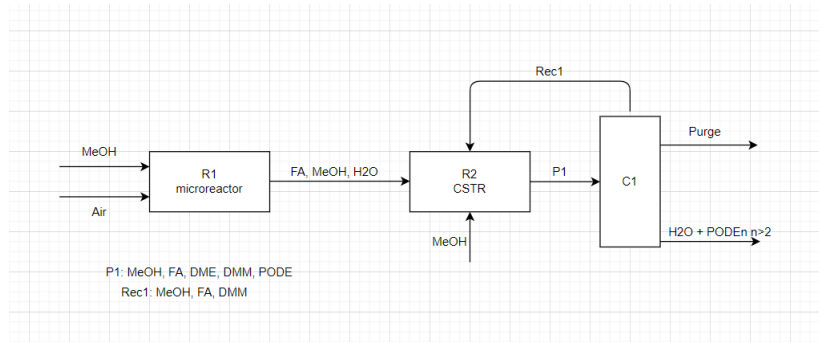 Rec1
MeOH
Purge
R1
microreactor
FA, MeOH, H2O
R2
CSTR
P1
C1
Air
MeOH
H2O + PODEn n>2
P1: MeOH, FA, DME, DMM, PODE
Rec1: MeOH, FA, DMM